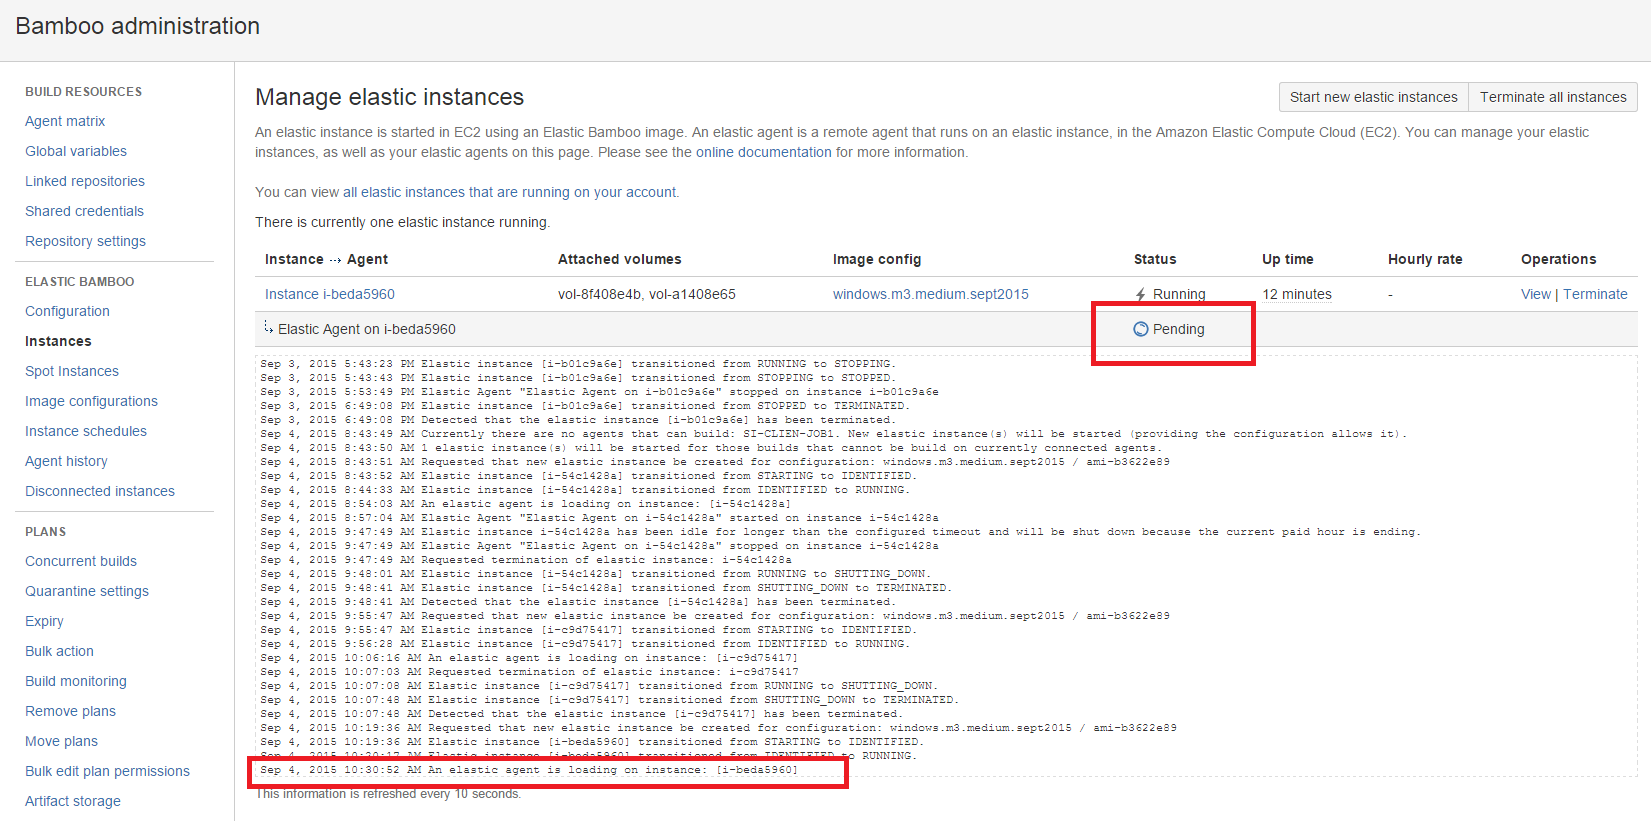 Bamboo administration
BUILD RESOURCES
Agent matrix
Global variables
Linked repositories
Shared credentials
Repository settings
ELASTIC BAMBOO
Configuration
Instances
Spot Instances
Image configurations
Instance schedules
Agent history
Disconnected instances
PLANS
Concurrent builds
Quarantine settings
Expiry
Bulk action
Build monitoring
Remove plans
Move plans
Bulk edit plan permissions
Artifact storage
Manage elastic instances
Start new elastic instances Terminate all instances
An elastic instance is started in EC2 using an Elastic Bamboo image. An elastic agent is a remote agent that runs on an elastic instance, in the Amazon Elastic Compute Cloud (EC2). You can manage your elastic
instances, as well as your elastic agents on this page. Please see the online documentation for more information.
You can view all elastic instances that are running on your account.
There is currently one elastic instance running.
Instance ⇢ Agent Attached volumes Image config Status Up time Hourly rate Operations
Instance i-beda5960 vol-8f408e4b, vol-a1408e65 windows.m3.medium.sept2015 Running 12 minutes - View | Terminate
Elastic Agent on i-beda5960 Pending
Sep 3, 2015 5:43:23 PM Elastic instance [i-b01c9a6e] transitioned from RUNNING to STOPPING.
Sep 3, 2015 5:43:43 PM Elastic instance [i-b01c9a6e] transitioned from STOPPING to STOPPED.
Sep 3, 2015 5:53:49 PM Elastic Agent "Elastic Agent on i-b01c9a6e" stopped on instance i-b01c9a6e
Sep 3, 2015 6:49:08 PM Elastic instance [i-b01c9a6e] transitioned from STOPPED to TERMINATED.
Sep 3, 2015 6:49:08 PM Detected that the elastic instance [i-b01c9a6e] has been terminated.
Sep 4, 2015 8:43:49 AM Currently there are no agents that can build: SI-CLIEN-JOB1. New elastic instance(s) will be started (providing the configuration allows it).
Sep 4, 2015 8:43:50 AM 1 elastic instance(s) will be started for those builds that cannot be build on currently connected agents.
Sep 4, 2015 8:43:51 AM Requested that new elastic instance be created for configuration: windows.m3.medium.sept2015 / ami-b3622e89
Sep 4, 2015 8:43:52 AM Elastic instance [i-54c1428a] transitioned from STARTING to IDENTIFIED.
Sep 4, 2015 8:44:33 AM Elastic instance [i-54c1428a] transitioned from IDENTIFIED to RUNNING.
Sep 4, 2015 8:54:03 AM An elastic agent is loading on instance: [i-54c1428a]
Sep 4, 2015 8:57:04 AM Elastic Agent "Elastic Agent on i-54c1428a" started on instance i-54c1428a
Sep 4, 2015 9:47:49 AM Elastic instance i-54c1428a has been idle for longer than the configured timeout and will be shut down because the current paid hour is ending.
Sep 4, 2015 9:47:49 AM Elastic Agent "Elastic Agent on i-54c1428a" stopped on instance i-54c1428a
Sep 4, 2015 9:47:49 AM Requested termination of elastic instance: i-54c1428a
Sep 4, 2015 9:48:01 AM Elastic instance [i-54c1428a] transitioned from RUNNING to SHUTTING_DOWN.
Sep 4, 2015 9:48:41 AM Elastic instance [i-54c1428a] transitioned from SHUTTING_DOWN to TERMINATED.
Sep 4, 2015 9:48:41 AM Detected that the elastic instance [i-54c1428a] has been terminated.
Sep 4, 2015 9:55:47 AM Requested that new elastic instance be created for configuration: windows.m3.medium.sept2015 / ami-b3622e89
Sep 4, 2015 9:55:47 AM Elastic instance [i-c9d75417] transitioned from STARTING to IDENTIFIED.
Sep 4, 2015 9:56:28 AM Elastic instance [i-c9d75417] transitioned from IDENTIFIED to RUNNING.
Sep 4, 2015 10:06:16 AM An elastic agent is loading on instance: [i-c9d75417]
Sep 4, 2015 10:07:03 AM Requested termination of elastic instance: i-c9d75417
Sep 4, 2015 10:07:08 AM Elastic instance [i-c9d75417] transitioned from RUNNING to SHUTTING_DOWN.
Sep 4, 2015 10:07:48 AM Elastic instance [i-c9d75417] transitioned from SHUTTING_DOWN to TERMINATED.
Sep 4, 2015 10:07:48 AM Detected that the elastic instance [i-c9d75417] has been terminated.
Sep 4, 2015 10:19:36 AM Requested that new elastic instance be created for configuration: windows.m3.medium.sept2015 / ami-b3622e89
Sep 4, 2015 10:19:36 AM Elastic instance [i-beda5960] transitioned from STARTING to IDENTIFIED.
Sep 4, 2015 10:20:17 AM Elastic instance [i-beda5960] transitioned from IDENTIFIED to RUNNING.
Sep 4, 2015 10:30:52 AM An elastic agent is loading on instance: [i-beda5960]
This information is refreshed every 10 seconds.